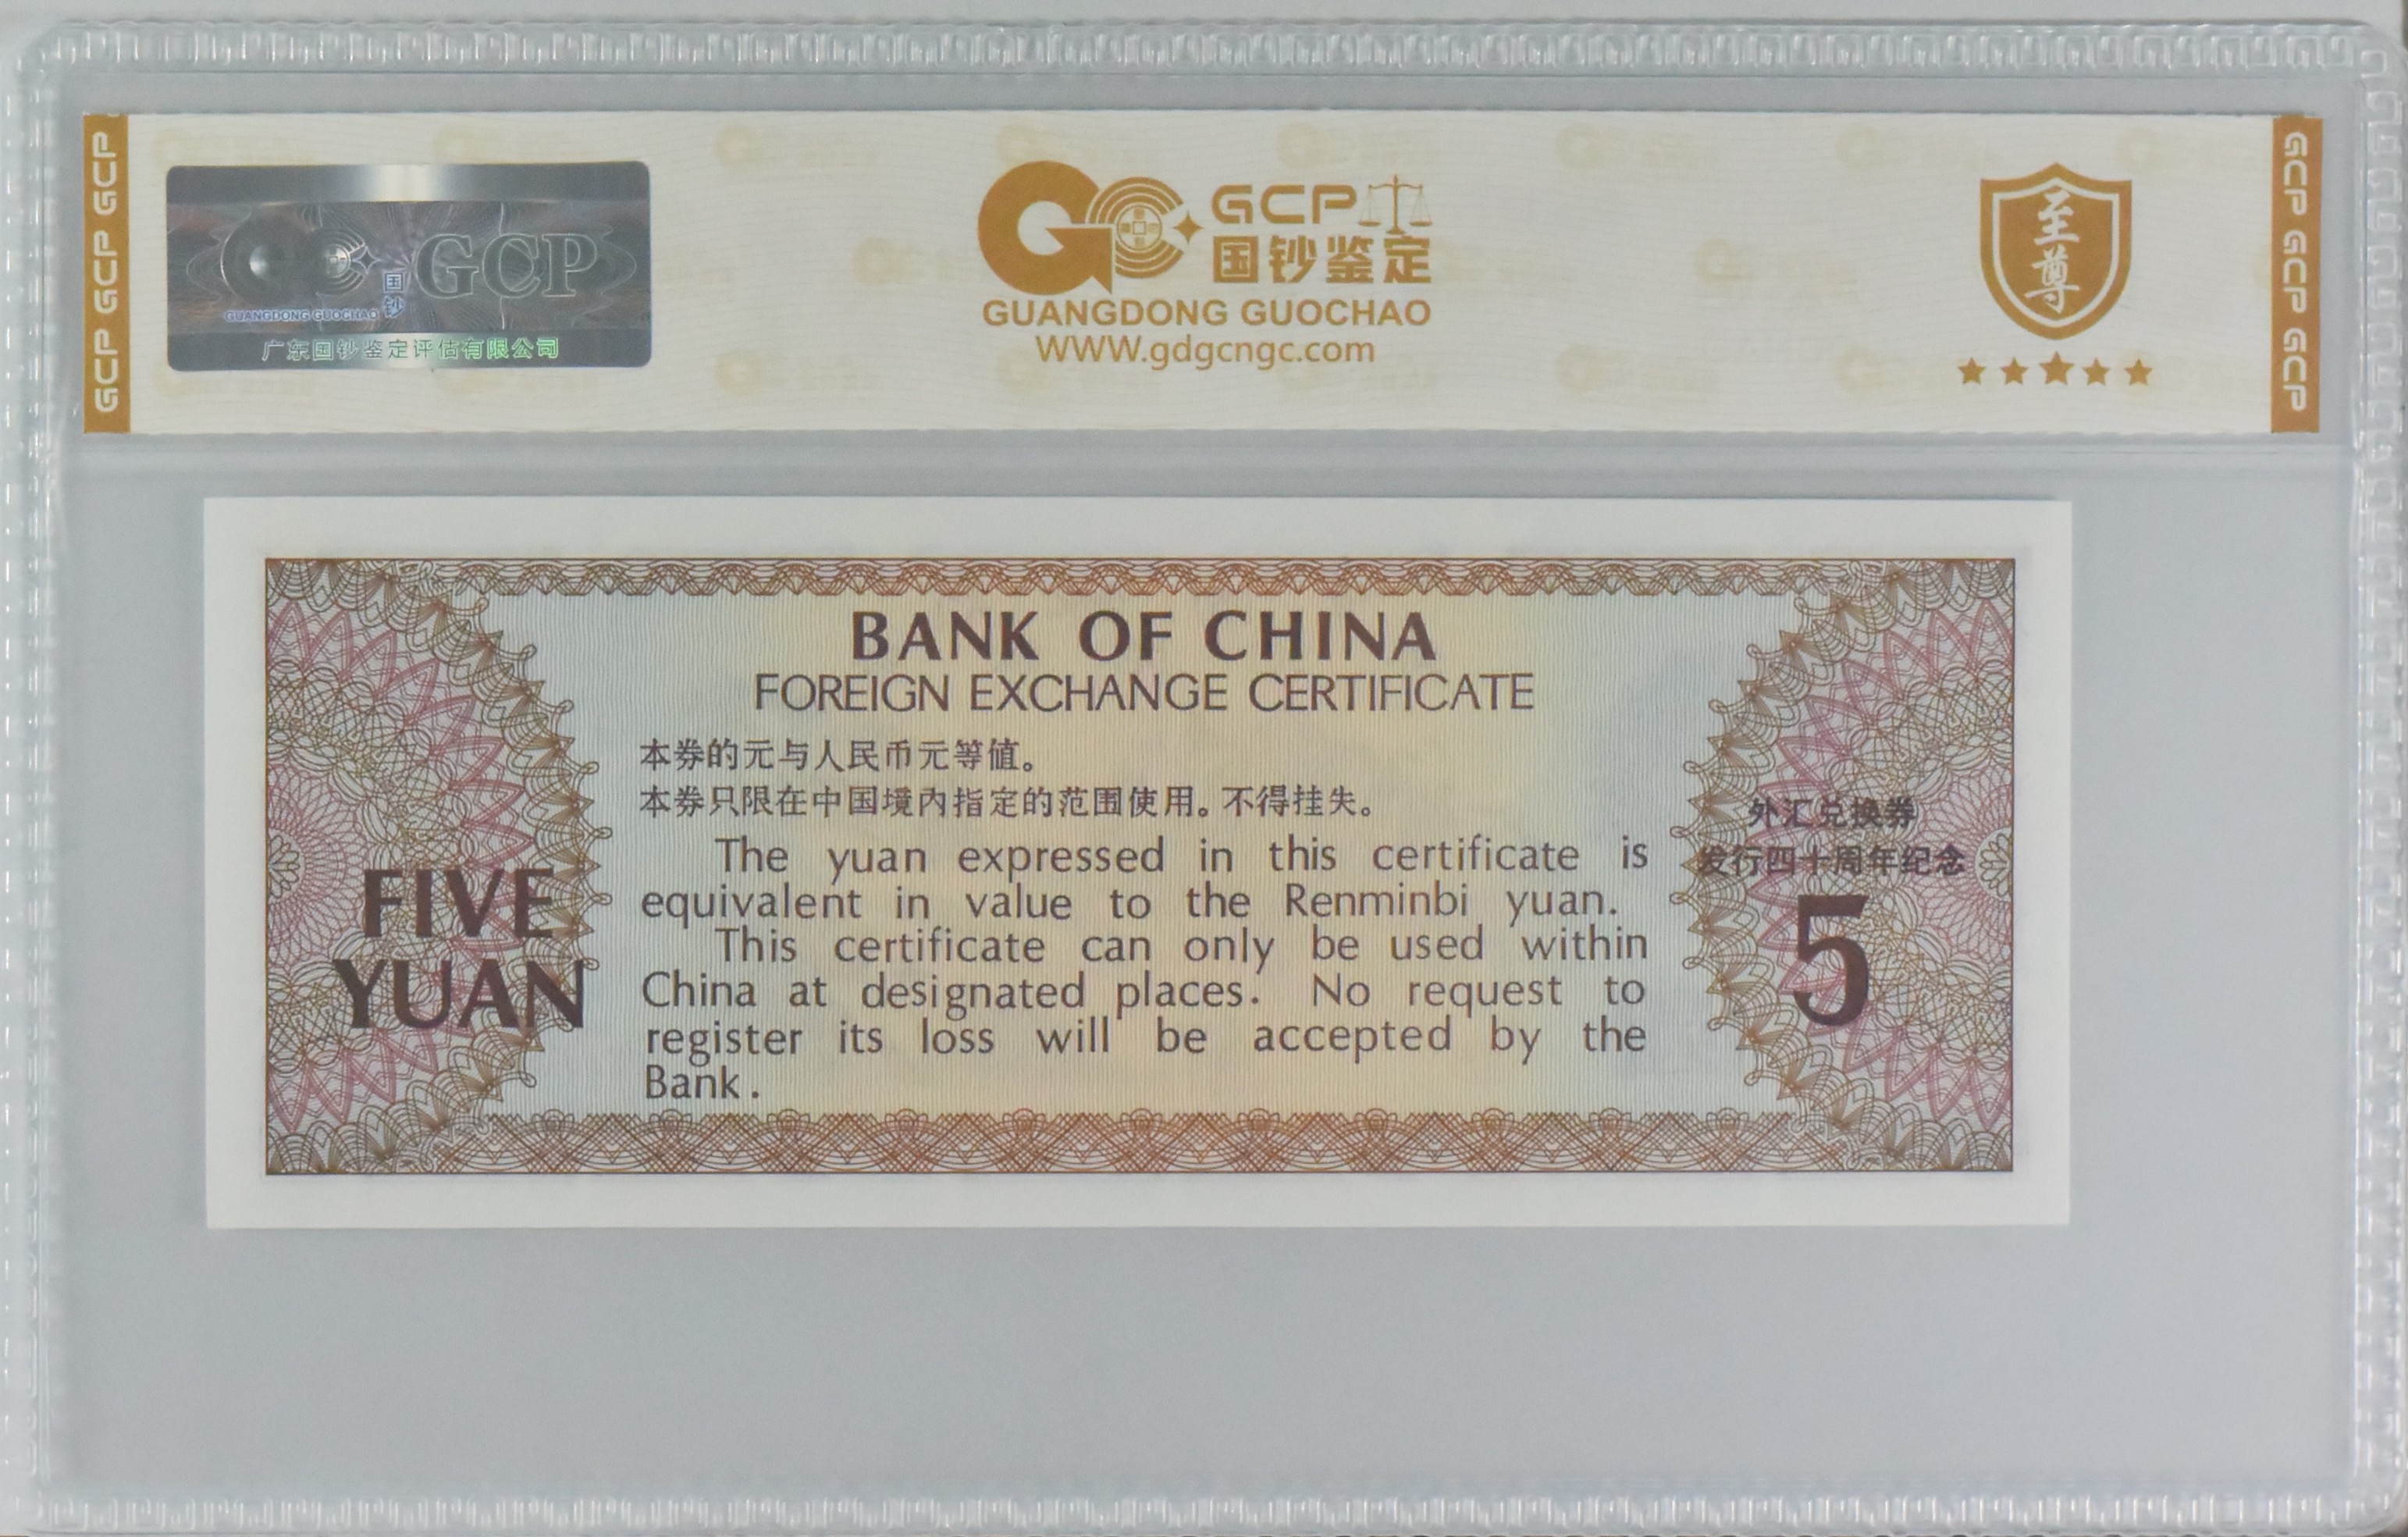 GCP GCP GCP
国钞
GCP
GUANGDONG GUOCHAO
广东国钞鉴定评估有限公司
GCP
国钞鉴定
GUANGDONG GUOCHAO
WWW.gdgcngc.com
至尊
GCP GCP GCP
BANK OF CHINA
FOREIGN EXCHANGE CERTIFICATE
本券的元与人民币元等值。
本券只限在中国境内指定的范围使用。不得挂失。
The yuan expressed in this certificate is
equivalent in value to the Renminbi yuan.
This certificate can only be used within
China at designated places. No request to
register its loss will be accepted by the
Bank.
FIVE
YUAN
外汇兑换券
发行四十周年纪念
5